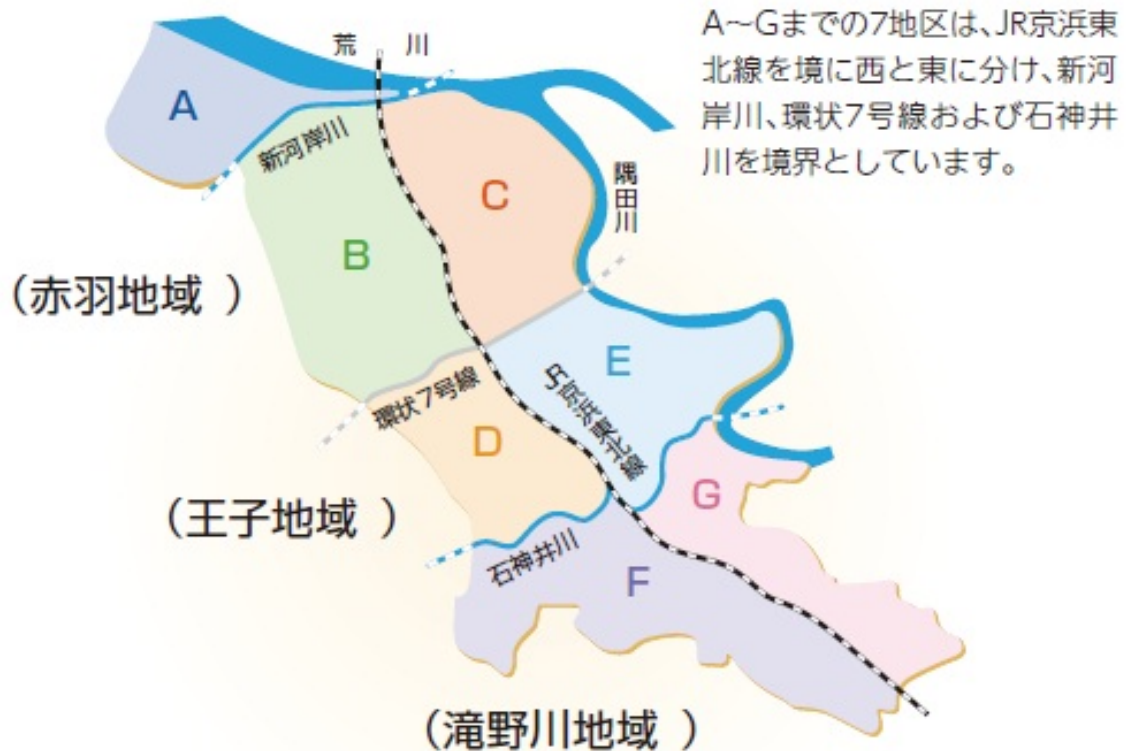 A～Gまでの7地区は、JR京浜東
北線を境に西と東に分け、新河
岸川、環状7号線および石神井
川を境界としています。
荒川
A
新河岸川
C
隅田川
B
（赤羽地域 ）
E
環状7号線
JR京浜東北線
D
G
（王子地域 ）
石神井川
F
（滝野川地域 ）